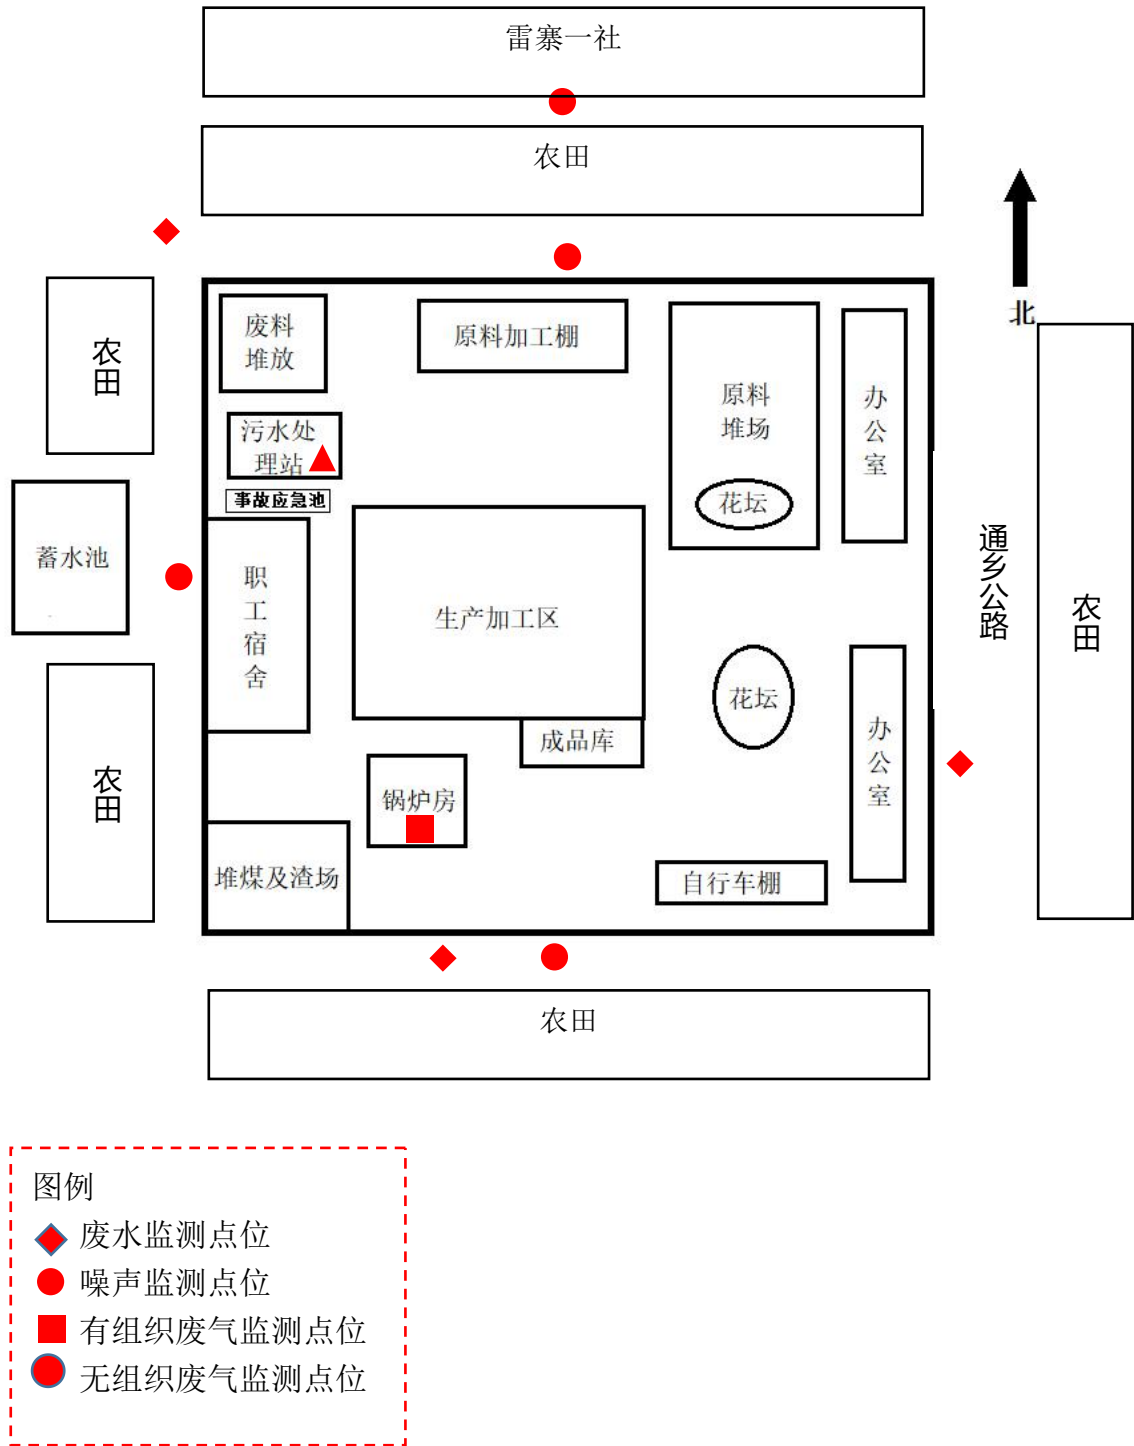 雷寨一社
农田
北
农田
废料
堆放
原料加工棚
原料
堆场
办公室
污水处
理站
事故应急池
花坛
蓄水池
职工宿舍
生产加工区
通乡公路
农田
花坛
成品库
办公室
农田
锅炉房
堆煤及渣场
自行车棚
农田
图例
废水监测点位
噪声监测点位
有组织废气监测点位
无组织废气监测点位